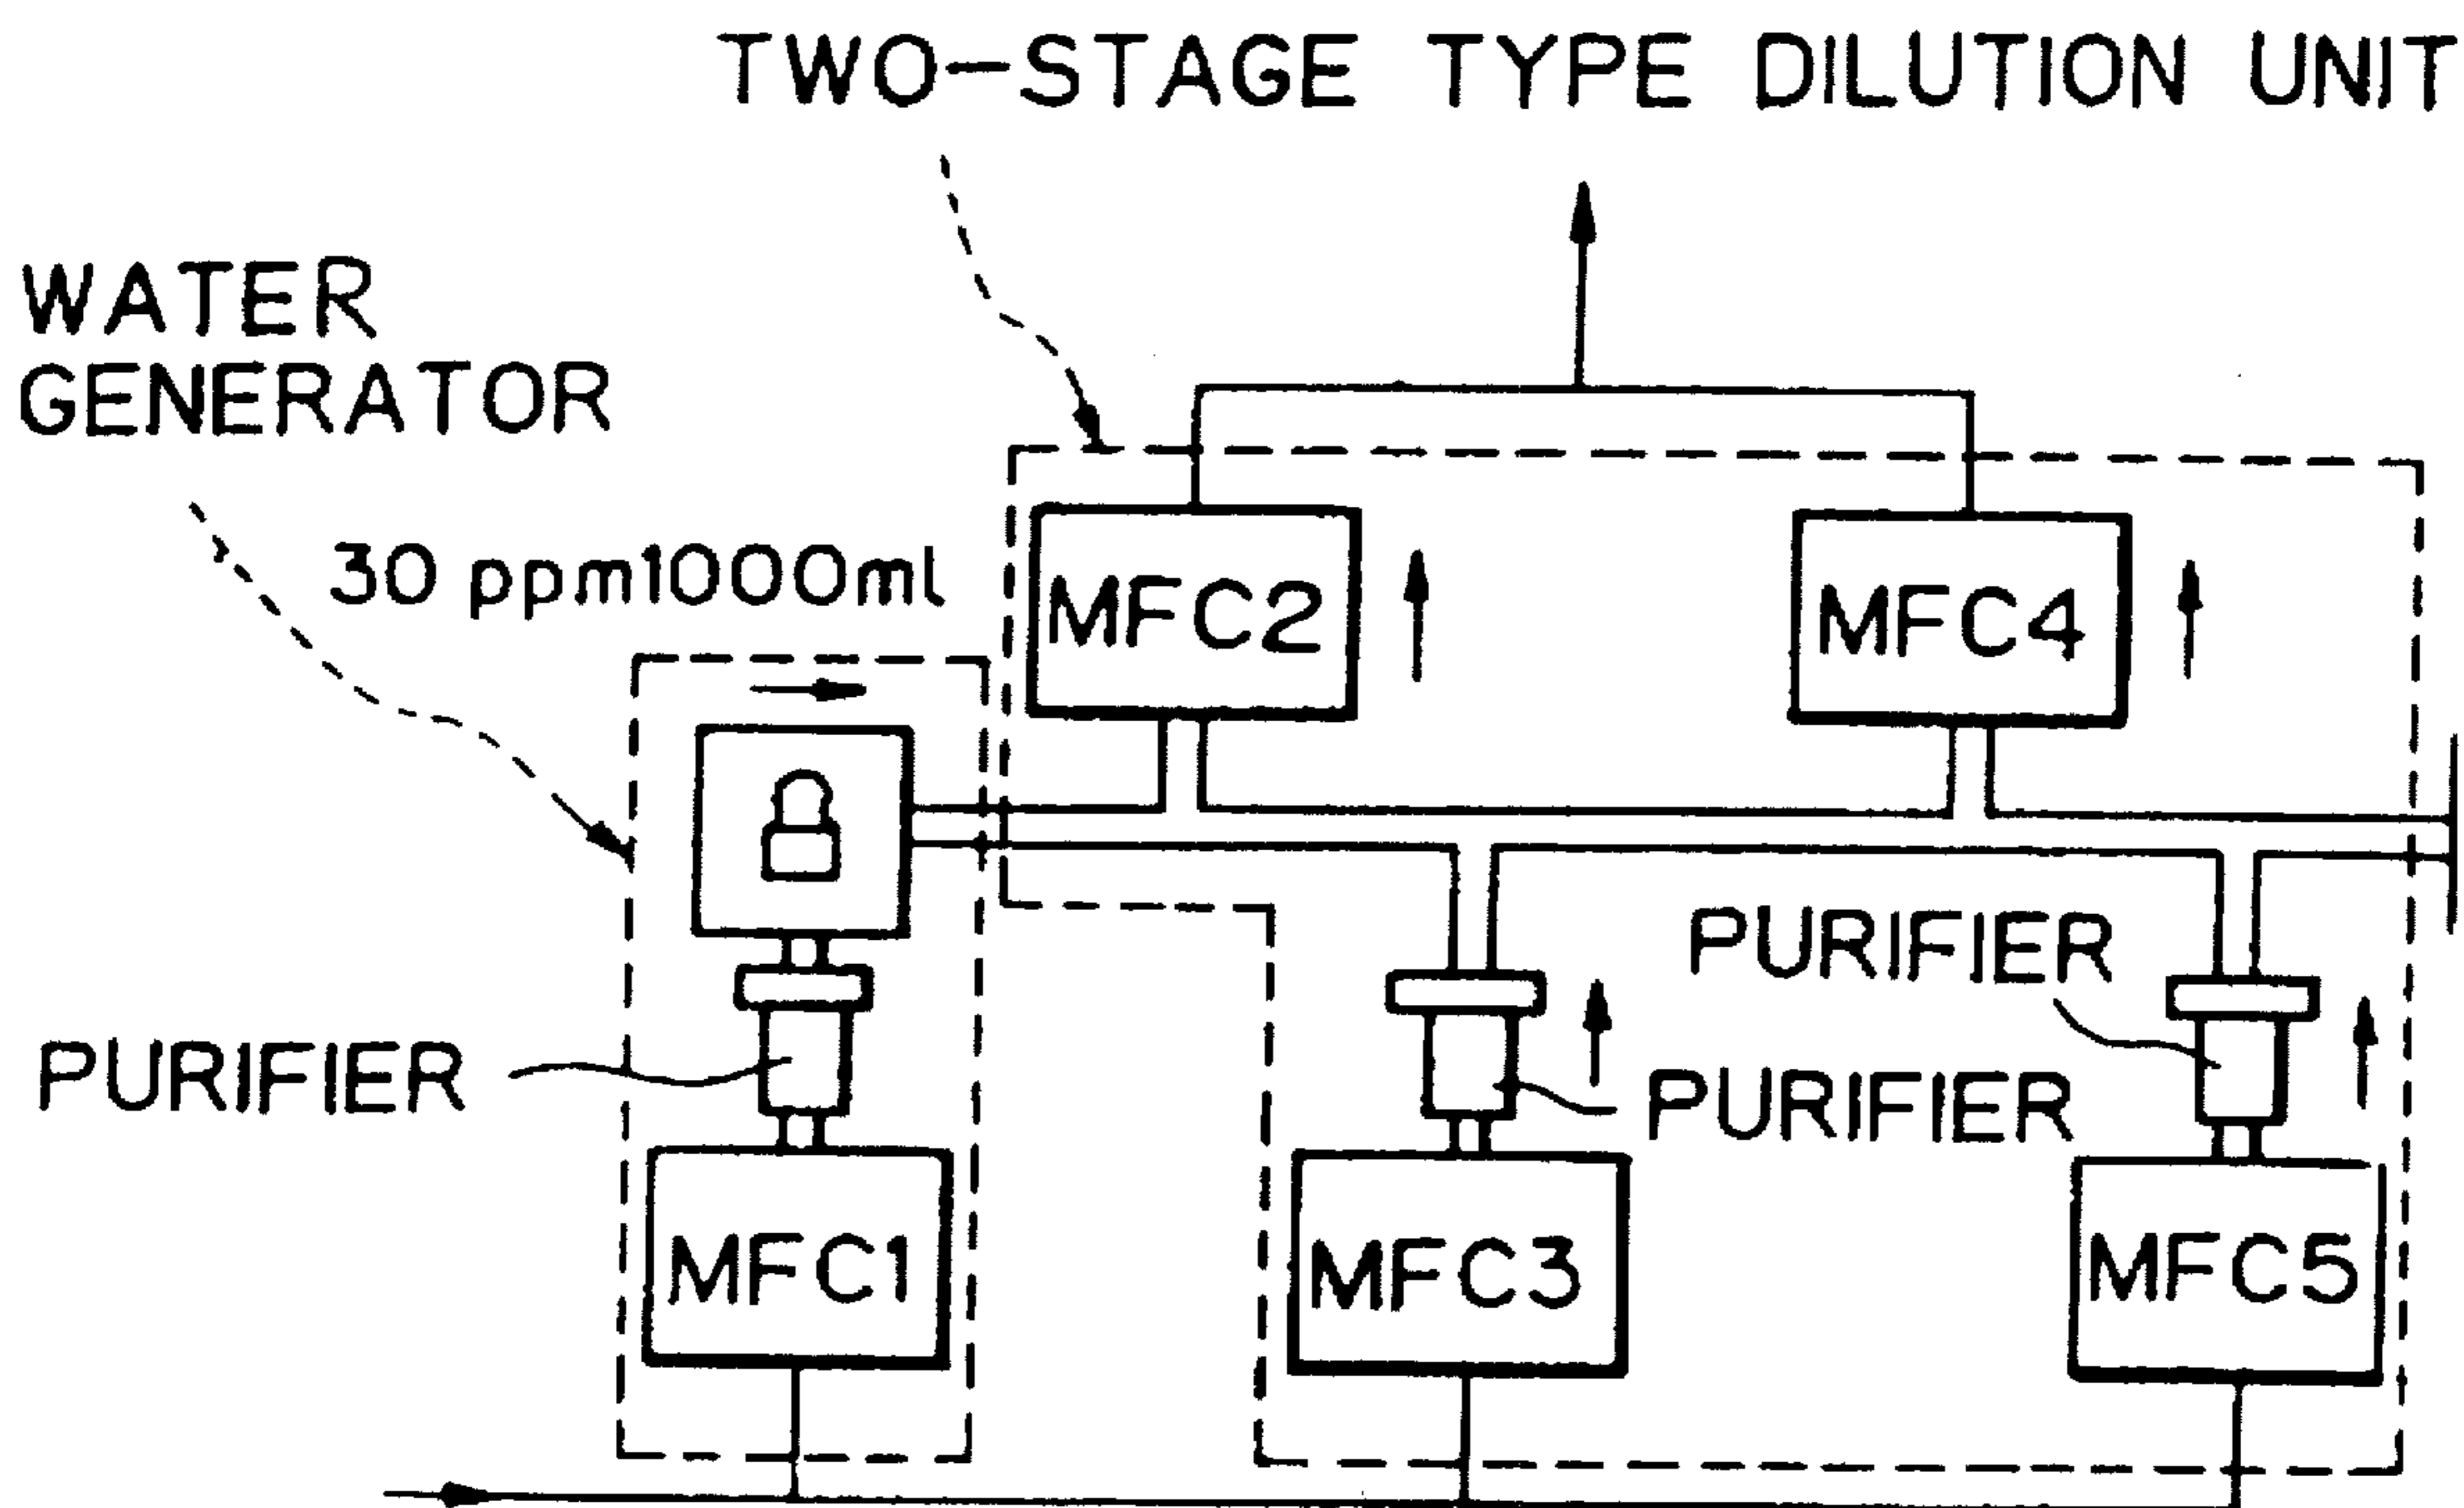 TWO-STAGE TYPE DILUTION UNIT
WATER
GENERATOR
30 ppm1000ml
MFC2
MFC4
PURIFIER
PURIFIER
PURIFIER
MFC1
MFC3
MFC5